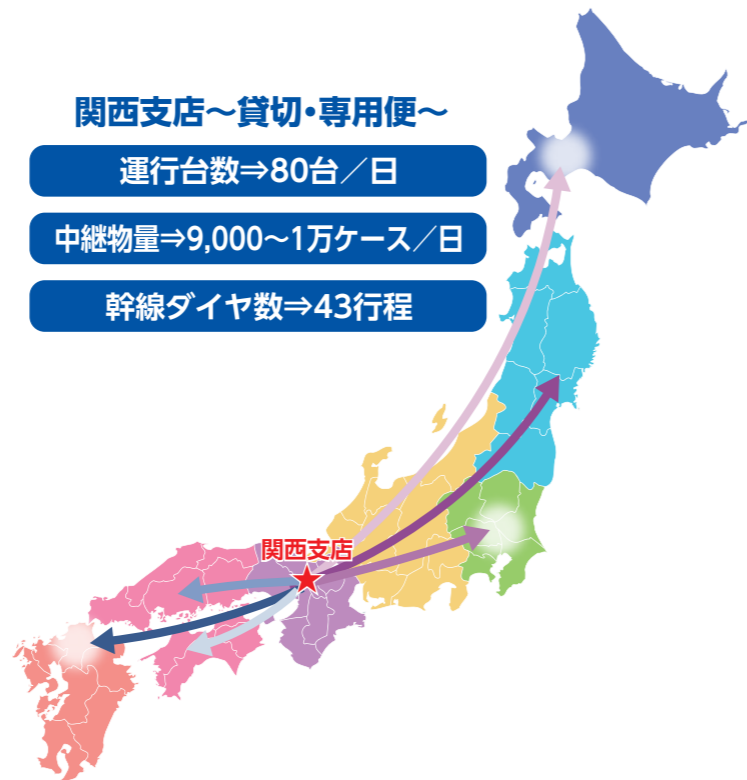 関西支店～貸切・専用便～
運行台数⇒80台／日
中継物量⇒9,000～1万ケース／日
幹線ダイヤ数⇒43行程
関西支店